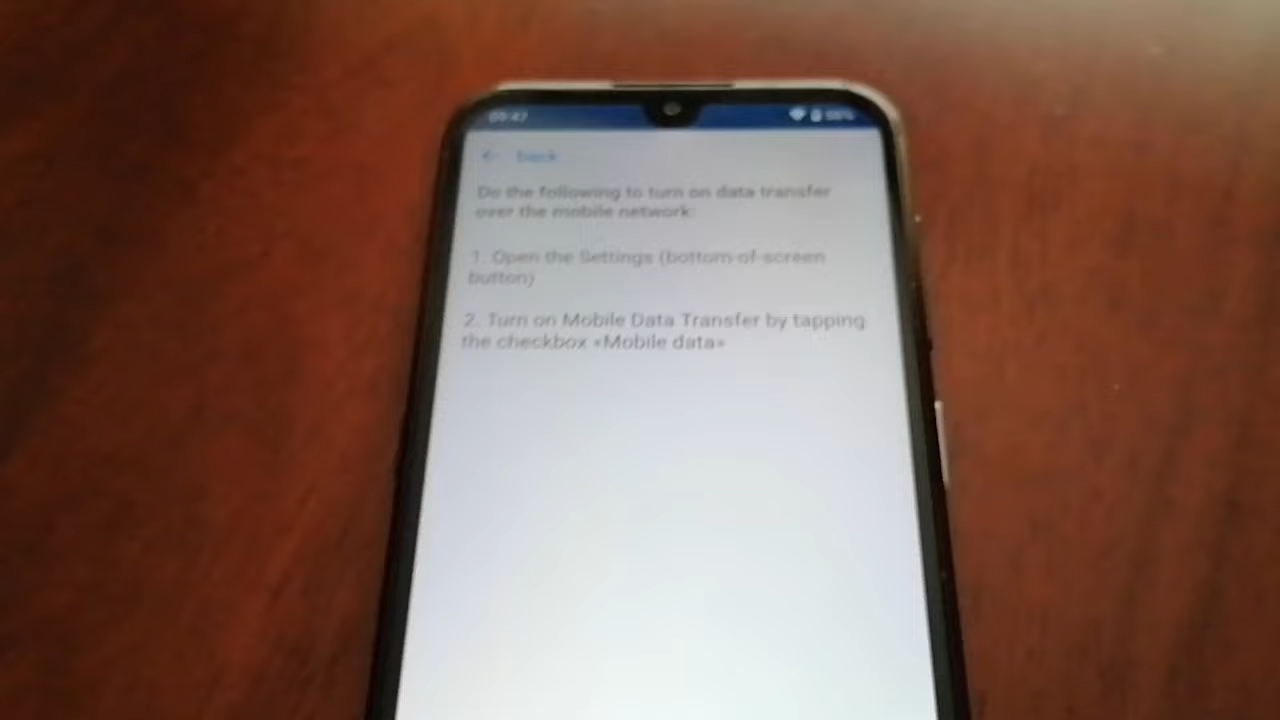 ← back
Do the following to turn on data transfer
over the mobile network:
1. Open the Settings (bottom-of-screen
button)
2. Turn on Mobile Data Transfer by tapping
the checkbox «Mobile data»